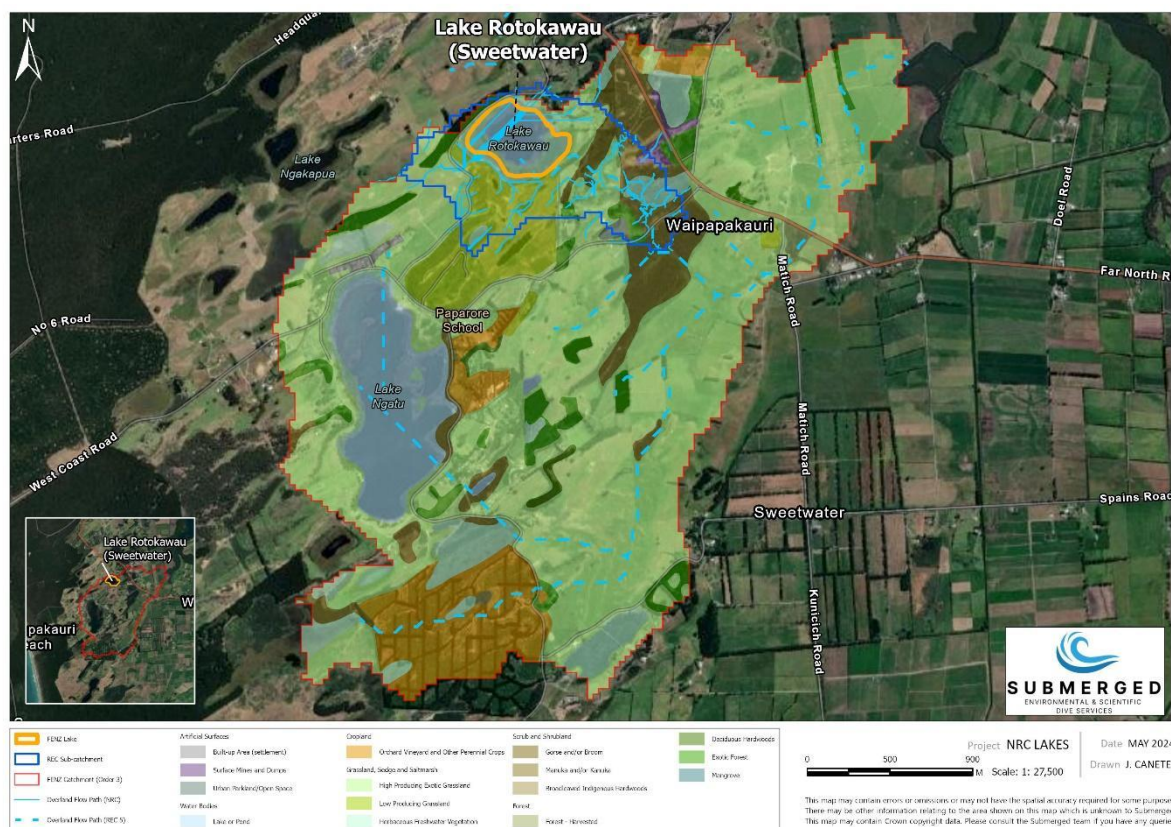 N
Headqua
Lake Rotokawau
(Sweetwater)
rters Road
Lake
Rotokawau
Lake
Ngakapua
Waipapakauri
Doel Road
Far North R
Matich Road
No 6 Road
Paparore
School
Lake
Ngatu
West Coast Road
Matich Road
Spains Road
Sweetwater
Kunicich Road
Lake Rotokawau
(Sweetwater)
W
pakauri
each
SUBMERGED
ENVIRONMENTAL & SCIENTIFIC
DIVE SERVICES
FENZ Lake
REC Sub-catchment
FENZ Catchment (Order 3)
Overland Flow Path (NRC)
Overland Flow Path (REC 5)
Artificial Surfaces
Built-up Area (settlement)
Surface Mines and Dumps
Urban Parkland/Open Space
Water Bodies
Lake or Pond
Cropland
Orchard Vineyard and Other Perennial Crops
Grassland, Sedge and Saltmarsh
High Producing Exotic Grassland
Low Producing Grassland
Herbaceous Freshwater Vegetation
Scrub and Shrubland
Gorse and/or Broom
Manuka and/or Kanuka
Broadleaved Indigenous Hardwoods
Forest
Forest - Harvested
Deciduous Hardwoods
Exotic Forest
Mangrove
0 500 900
M
Scale: 1: 27,500
Project NRC LAKES
Date MAY 2024
Drawn J. CANETE
This map may contain errors or omissions or may not have the spatial accuracy required for some purpose
There may be other information relating to the area shown on this map which is unknown to Submerged
This map may contain Crown copyright data. Please consult the Submerged team if you have any querie